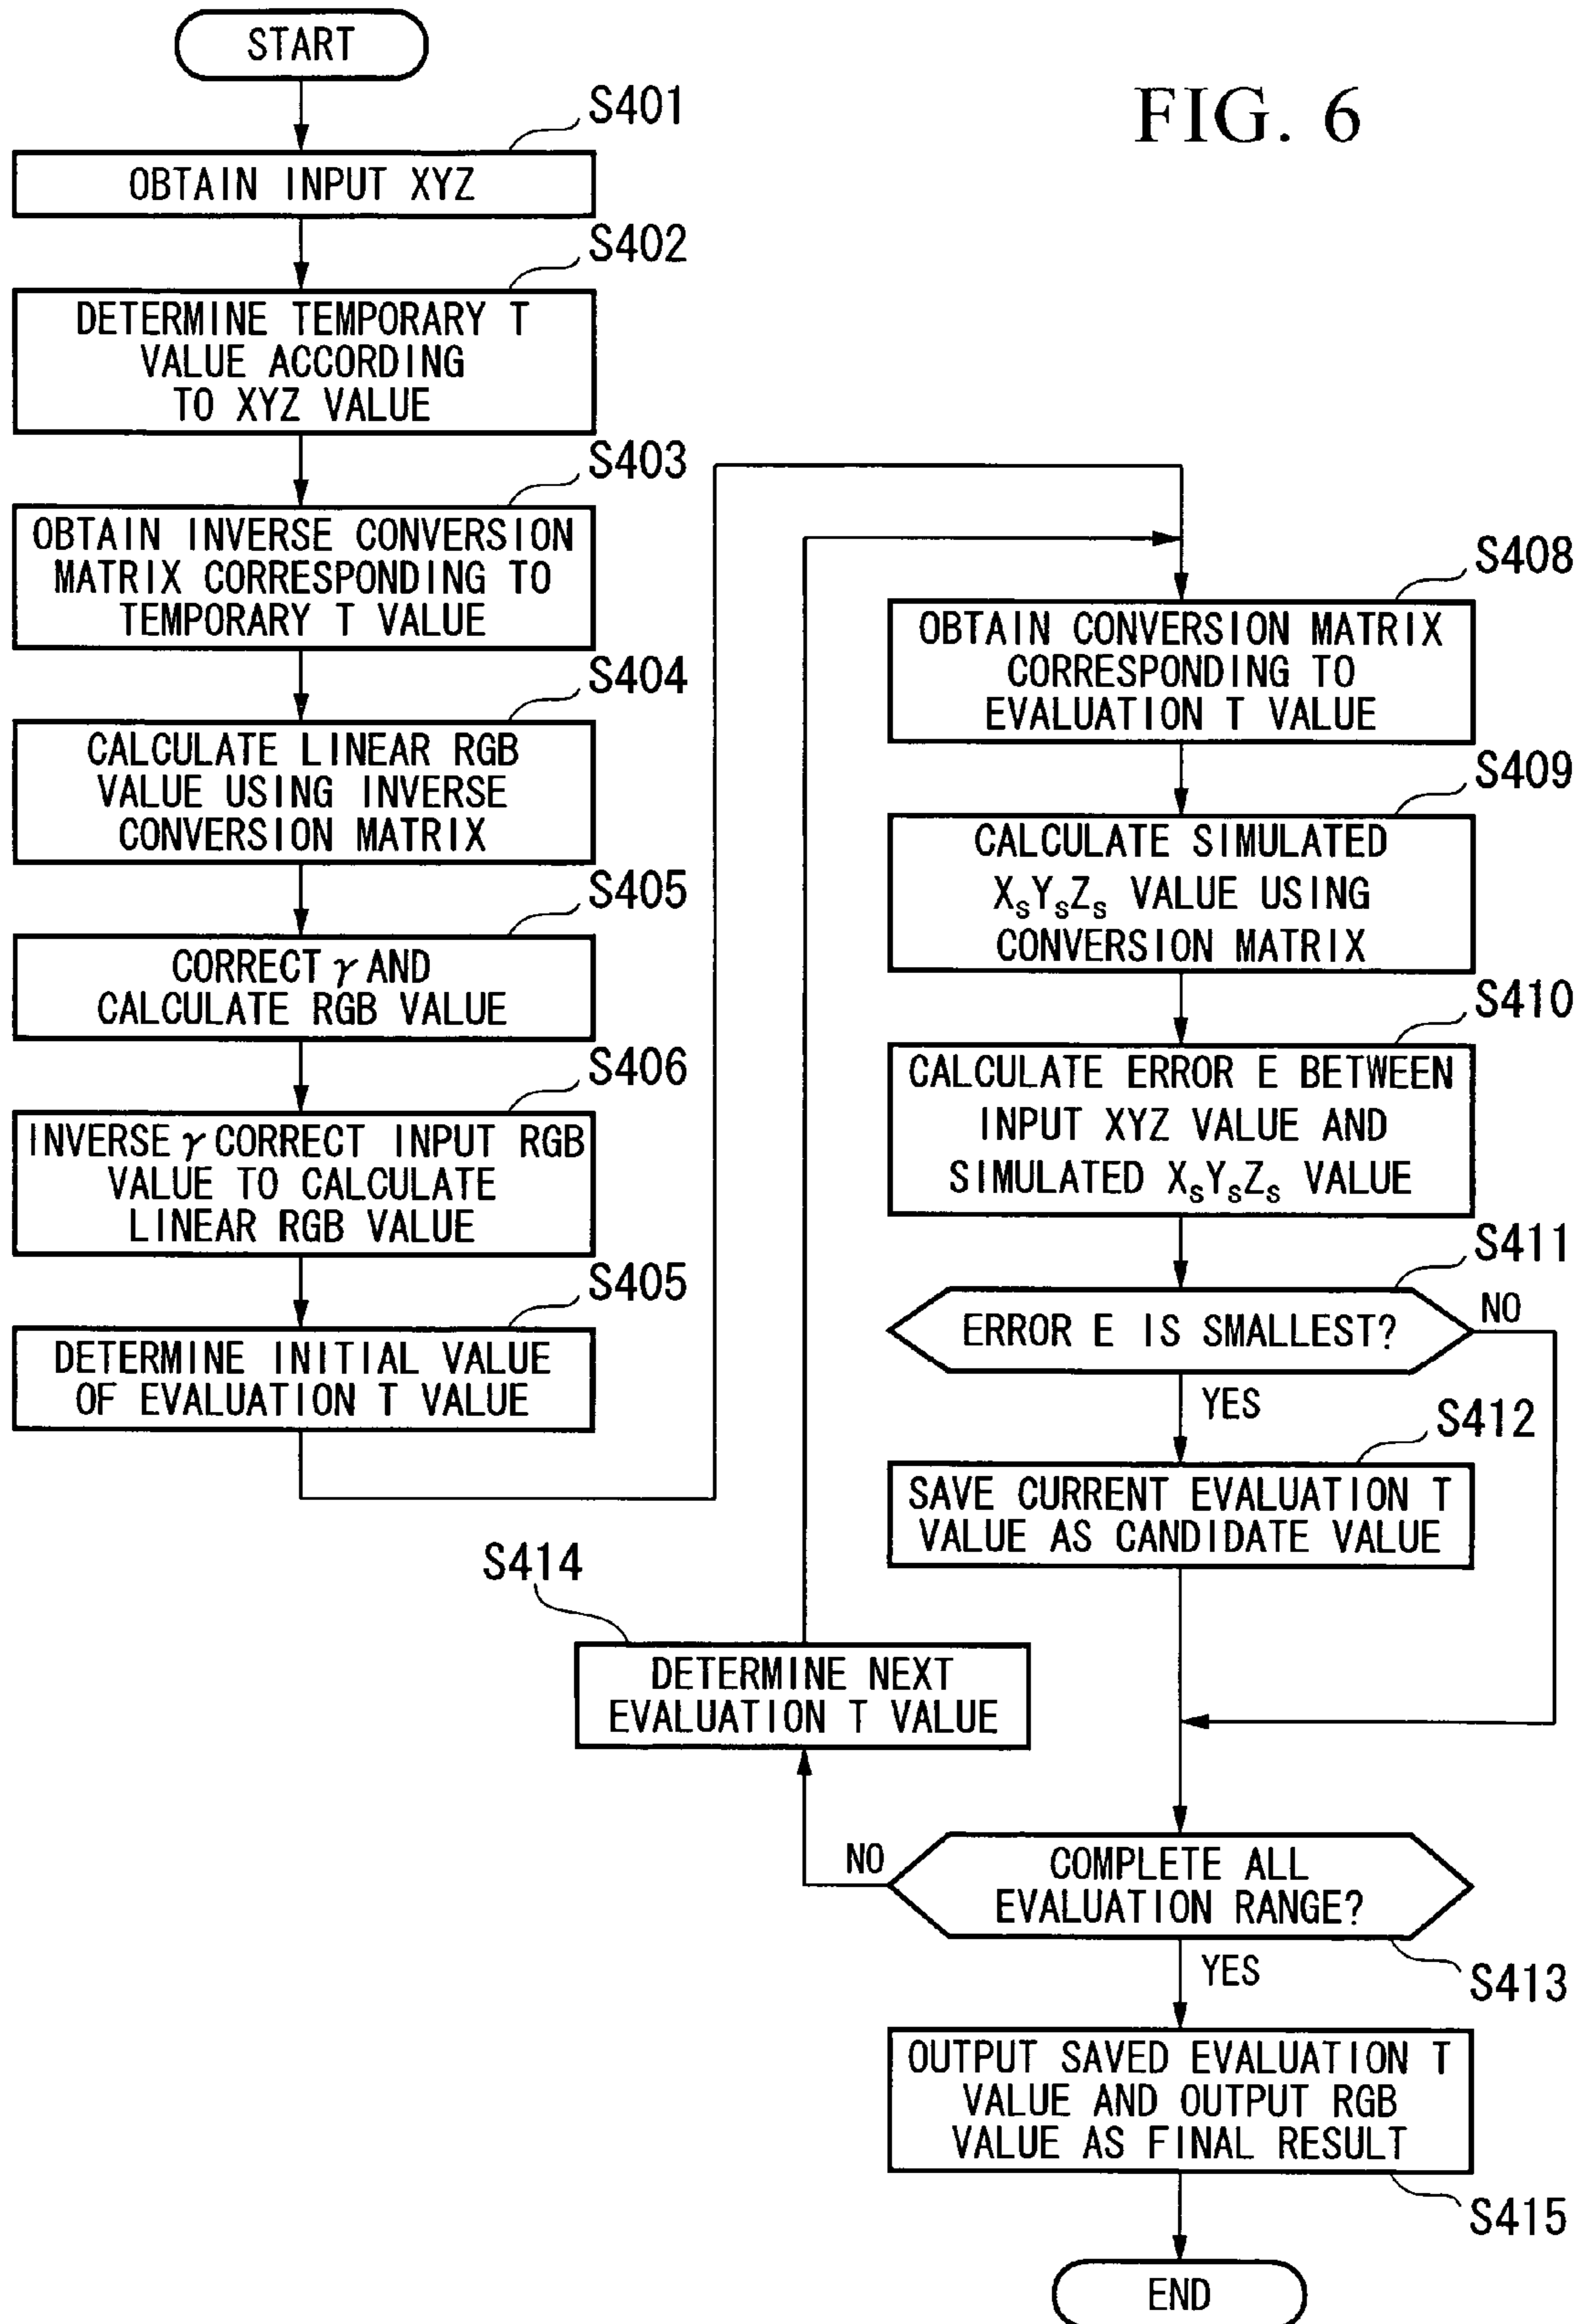 FIG. 6
START
S401
OBTAIN INPUT XYZ
S402
DETERMINE TEMPORARY T
VALUE ACCORDING
TO XYZ VALUE
S403
OBTAIN INVERSE CONVERSION
MATRIX CORRESPONDING TO
TEMPORARY T VALUE
S404
CALCULATE LINEAR RGB
VALUE USING INVERSE
CONVERSION MATRIX
S405
CORRECT γ AND
CALCULATE RGB VALUE
S406
INVERSE γ CORRECT INPUT RGB
VALUE TO CALCULATE
LINEAR RGB VALUE
S405
DETERMINE INITIAL VALUE
OF EVALUATION T VALUE
S408
OBTAIN CONVERSION MATRIX
CORRESPONDING TO
EVALUATION T VALUE
S409
CALCULATE SIMULATED
XsYsZs VALUE USING
CONVERSION MATRIX
S410
CALCULATE ERROR E BETWEEN
INPUT XYZ VALUE AND
SIMULATED XsYsZs VALUE
S411
ERROR E IS SMALLEST?
NO
YES
S412
SAVE CURRENT EVALUATION T
VALUE AS CANDIDATE VALUE
S414
DETERMINE NEXT
EVALUATION T VALUE
NO
COMPLETE ALL
EVALUATION RANGE?
YES
S413
OUTPUT SAVED EVALUATION T
VALUE AND OUTPUT RGB
VALUE AS FINAL RESULT
S415
END